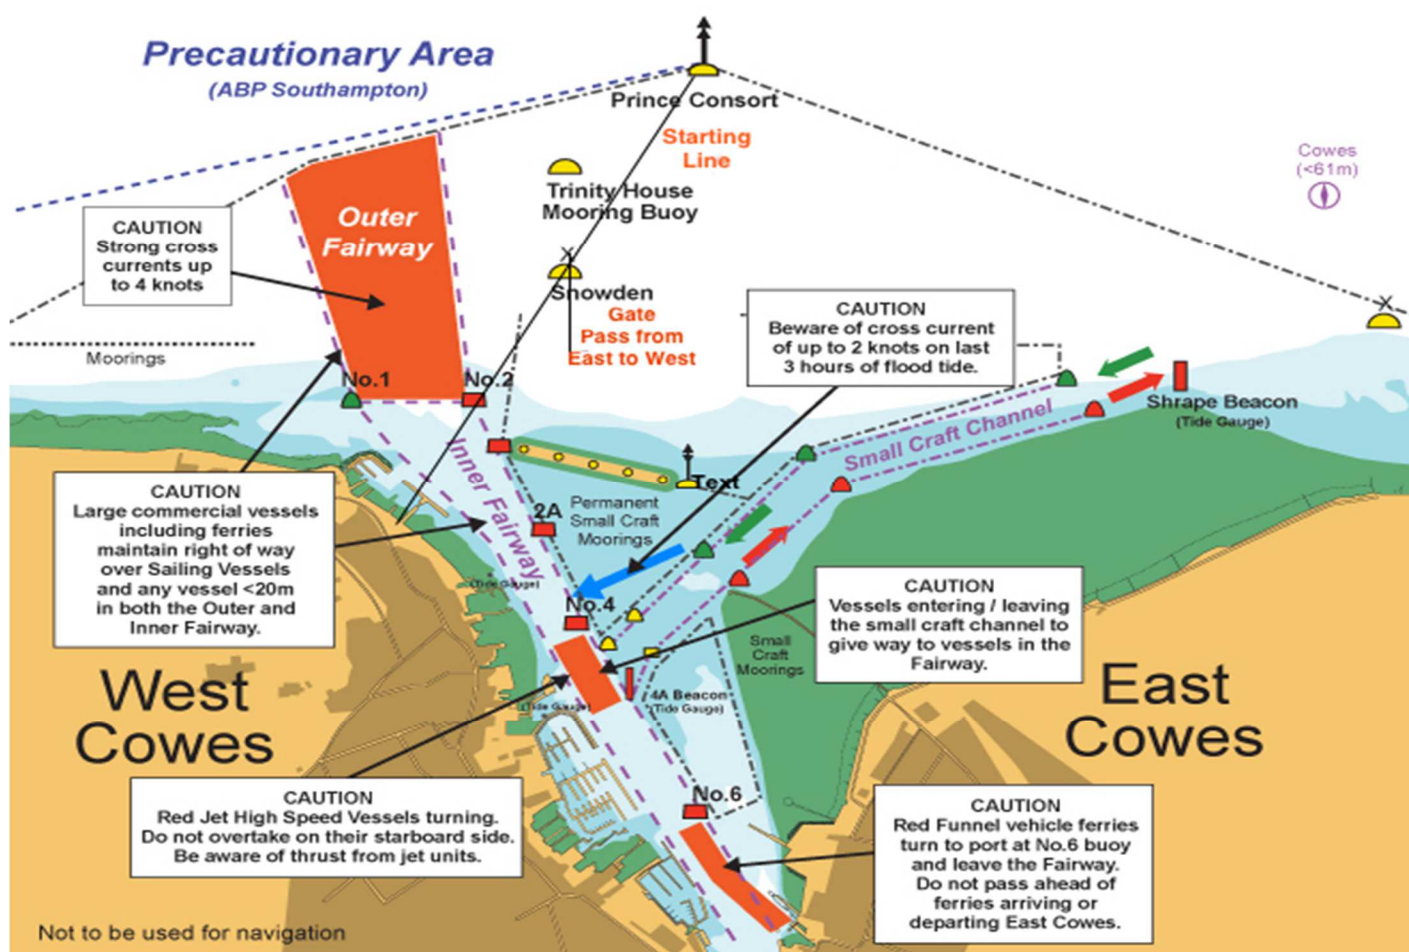 Precautionary Area
(ABP Southampton)
Prince Consort
Starting
Line
Cowes
(<61m)
Trinity House
Mooring Buoy
Outer
Fairway
CAUTION
Strong cross
currents up
to 4 knots
Snowden
Gate
Pass from
East to West
CAUTION
Beware of cross current
of up to 2 knots on last
3 hours of flood tide.
Moorings
No.1
No.2
Shrape Beacon
(Tide Gauge)
Small Craft Channel
Inner Fairway
Text
CAUTION
Large commercial vessels
including ferries
maintain right of way
over Sailing Vessels
and any vessel <20m
in both the Outer and
Inner Fairway.
2A
Permanent
Small Craft
Moorings
(Tide Gauge)
No.4
CAUTION
Vessels entering / leaving
the small craft channel to
give way to vessels in the
Fairway.
Small
Craft
Moorings
West
Cowes
East
Cowes
4A Beacon
(Tide Gauge)
(Tide Gauge)
No.6
CAUTION
Red Jet High Speed Vessels turning.
Do not overtake on their starboard side.
Be aware of thrust from jet units.
CAUTION
Red Funnel vehicle ferries
turn to port at No.6 buoy
and leave the Fairway.
Do not pass ahead of
ferries arriving or
departing East Cowes.
Not to be used for navigation